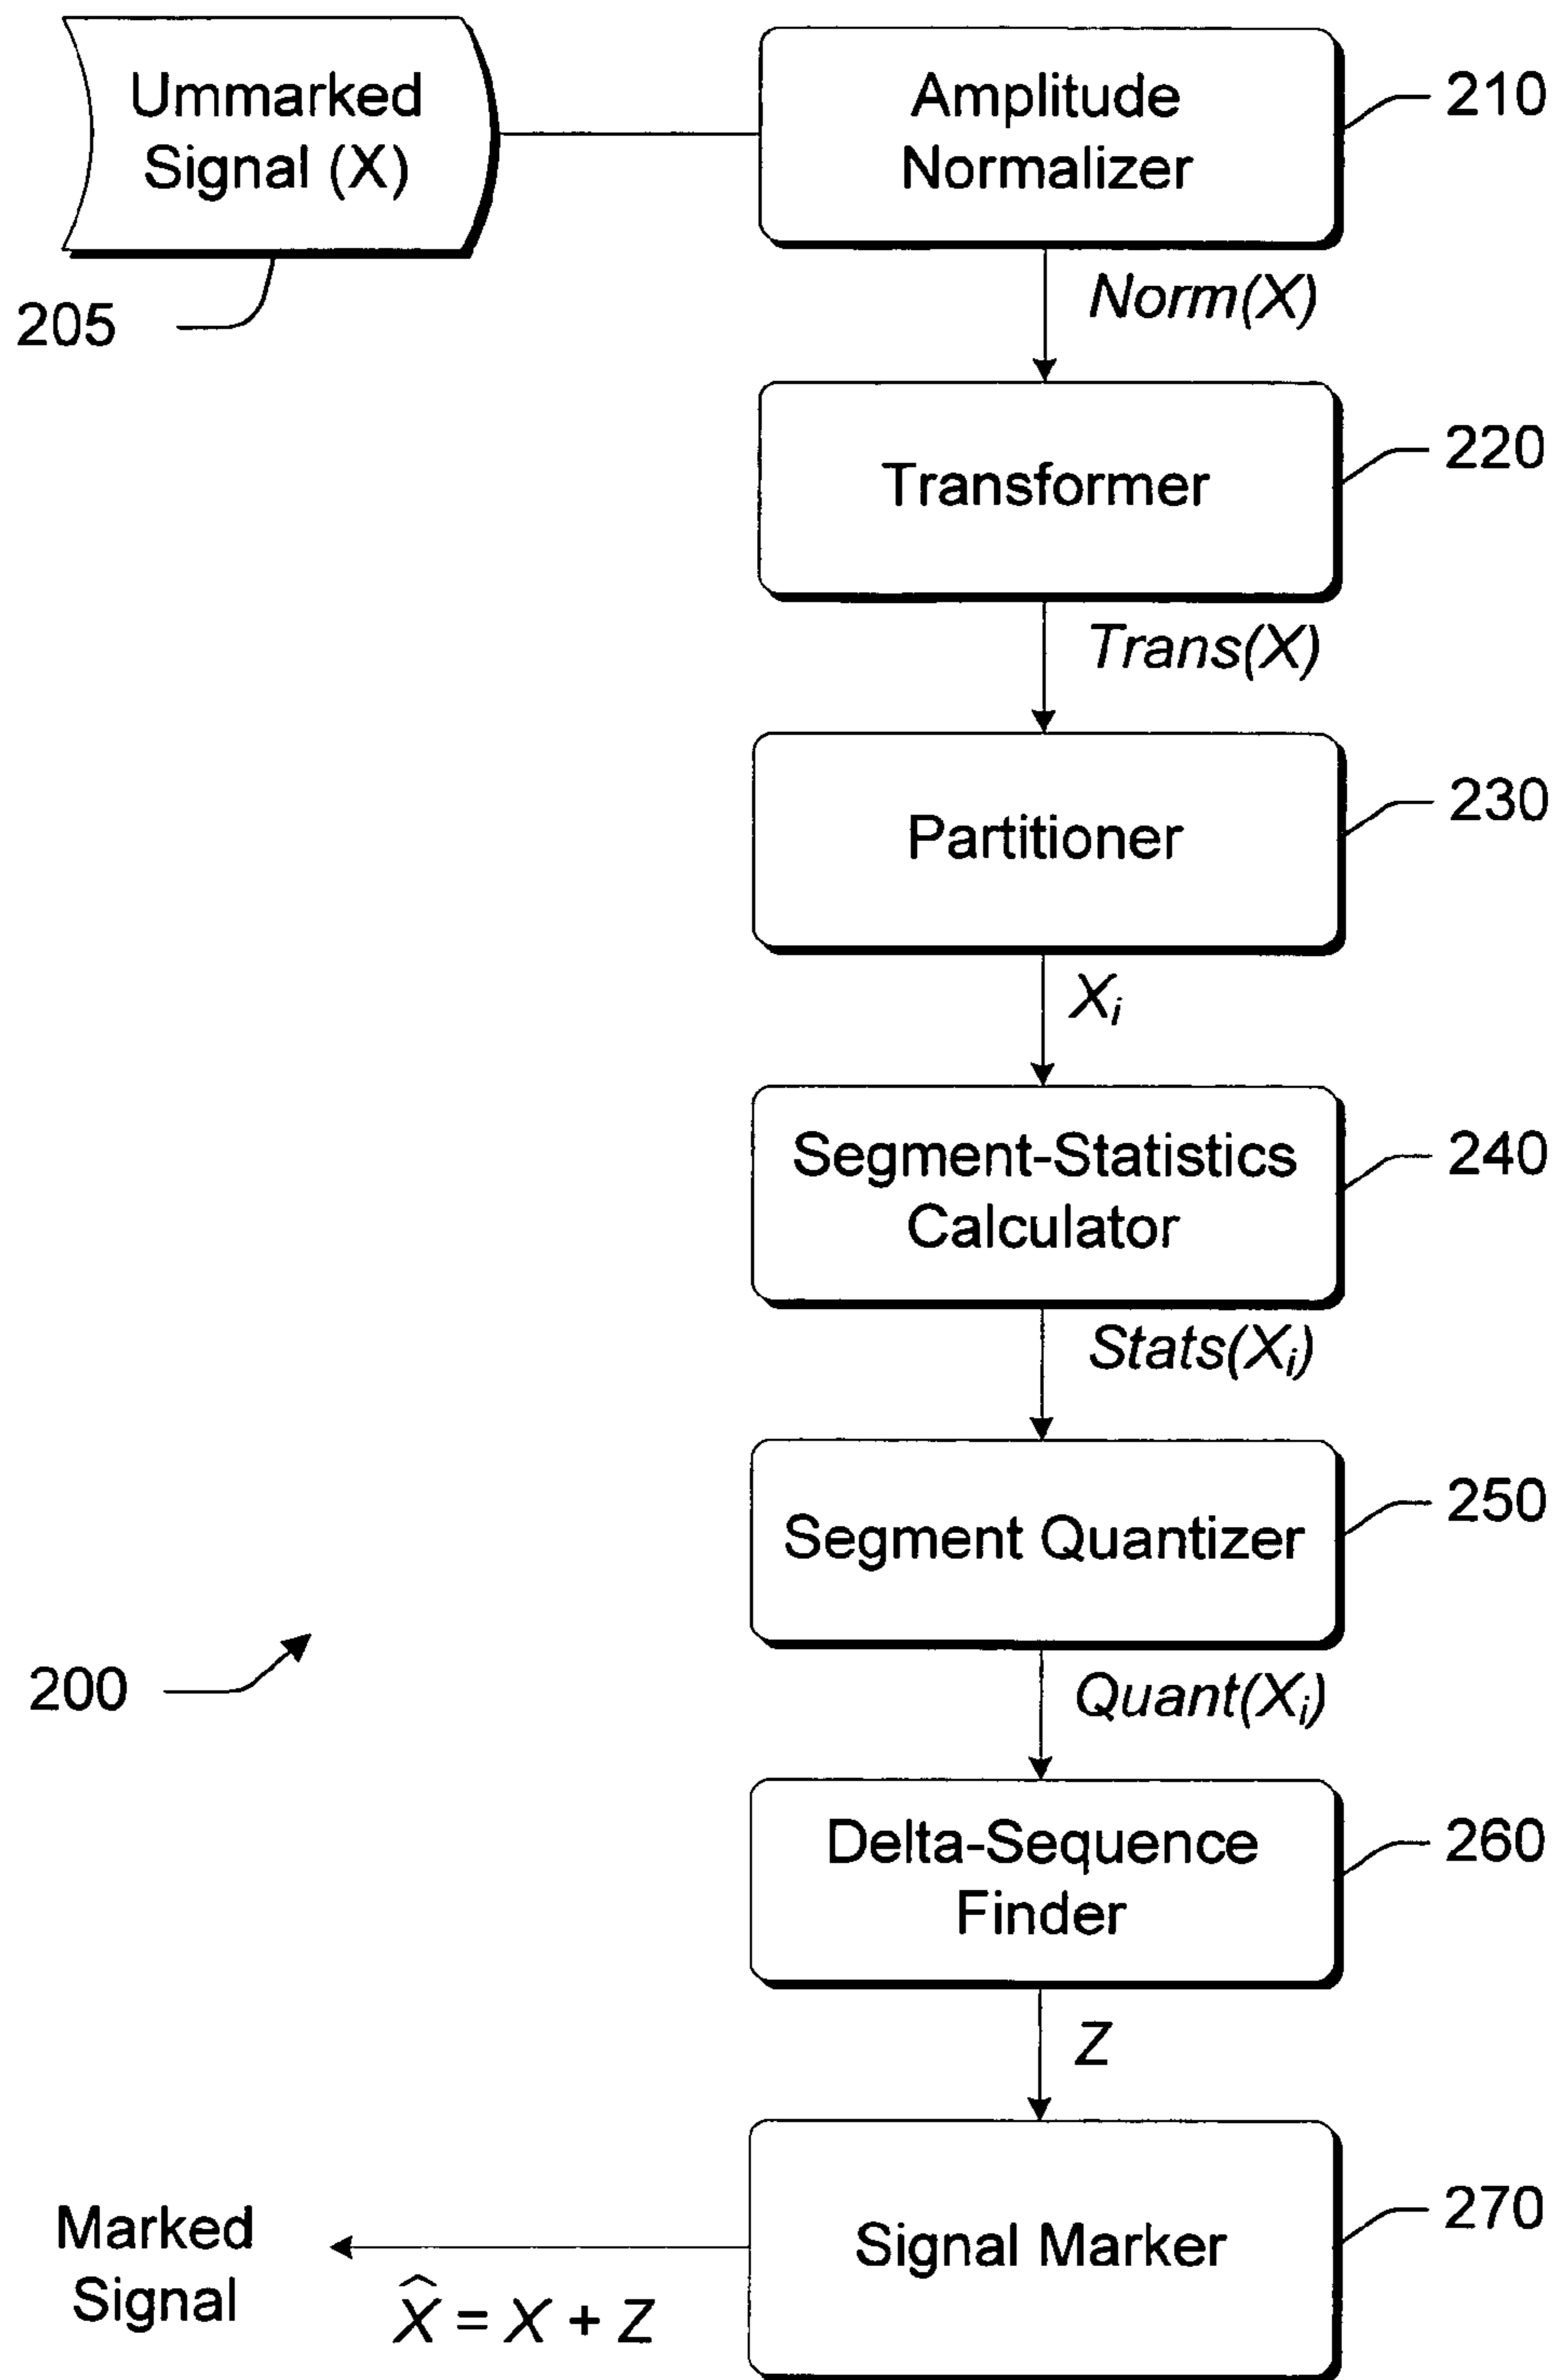 Ummarked
Signal (X)
205
Amplitude
Normalizer
210
Norm(X)
Transformer
220
Trans(X)
Partitioner
230
Xi
Segment-Statistics
Calculator
240
Stats(Xi)
Segment Quantizer
250
200
Quant(Xi)
Delta-Sequence
Finder
260
Z
Signal Marker
270
Marked
Signal
X̂ = X + Z